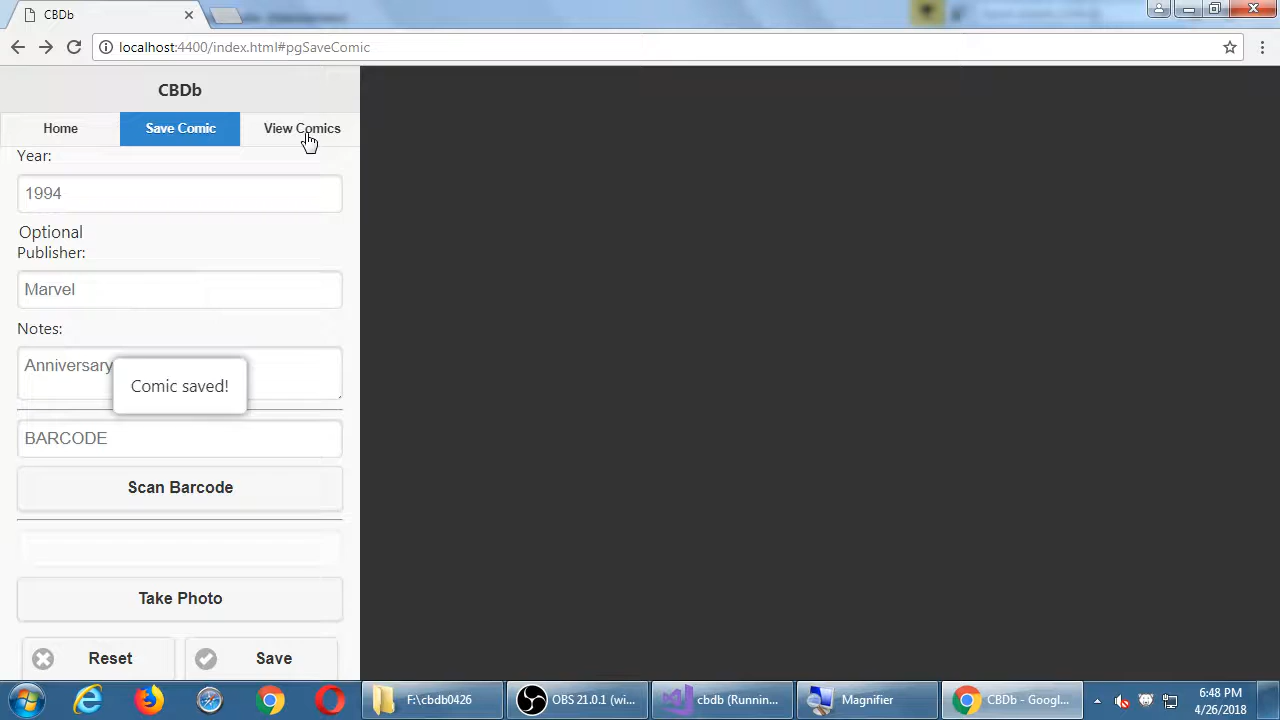 CBDb
localhost:4400/index.html#pgSaveComic
CBDb
Home
Save Comic
View Comics
Year:
1994
Optional
Publisher:
Marvel
Notes:
Anniversary
Comic saved!
BARCODE
Scan Barcode
Take Photo
Reset
Save
F:\cbdb0426
OBS 21.0.1 (wi...
cbdb (Runnin...
Magnifier
CBDb - Googl...
6:48 PM
4/26/2018